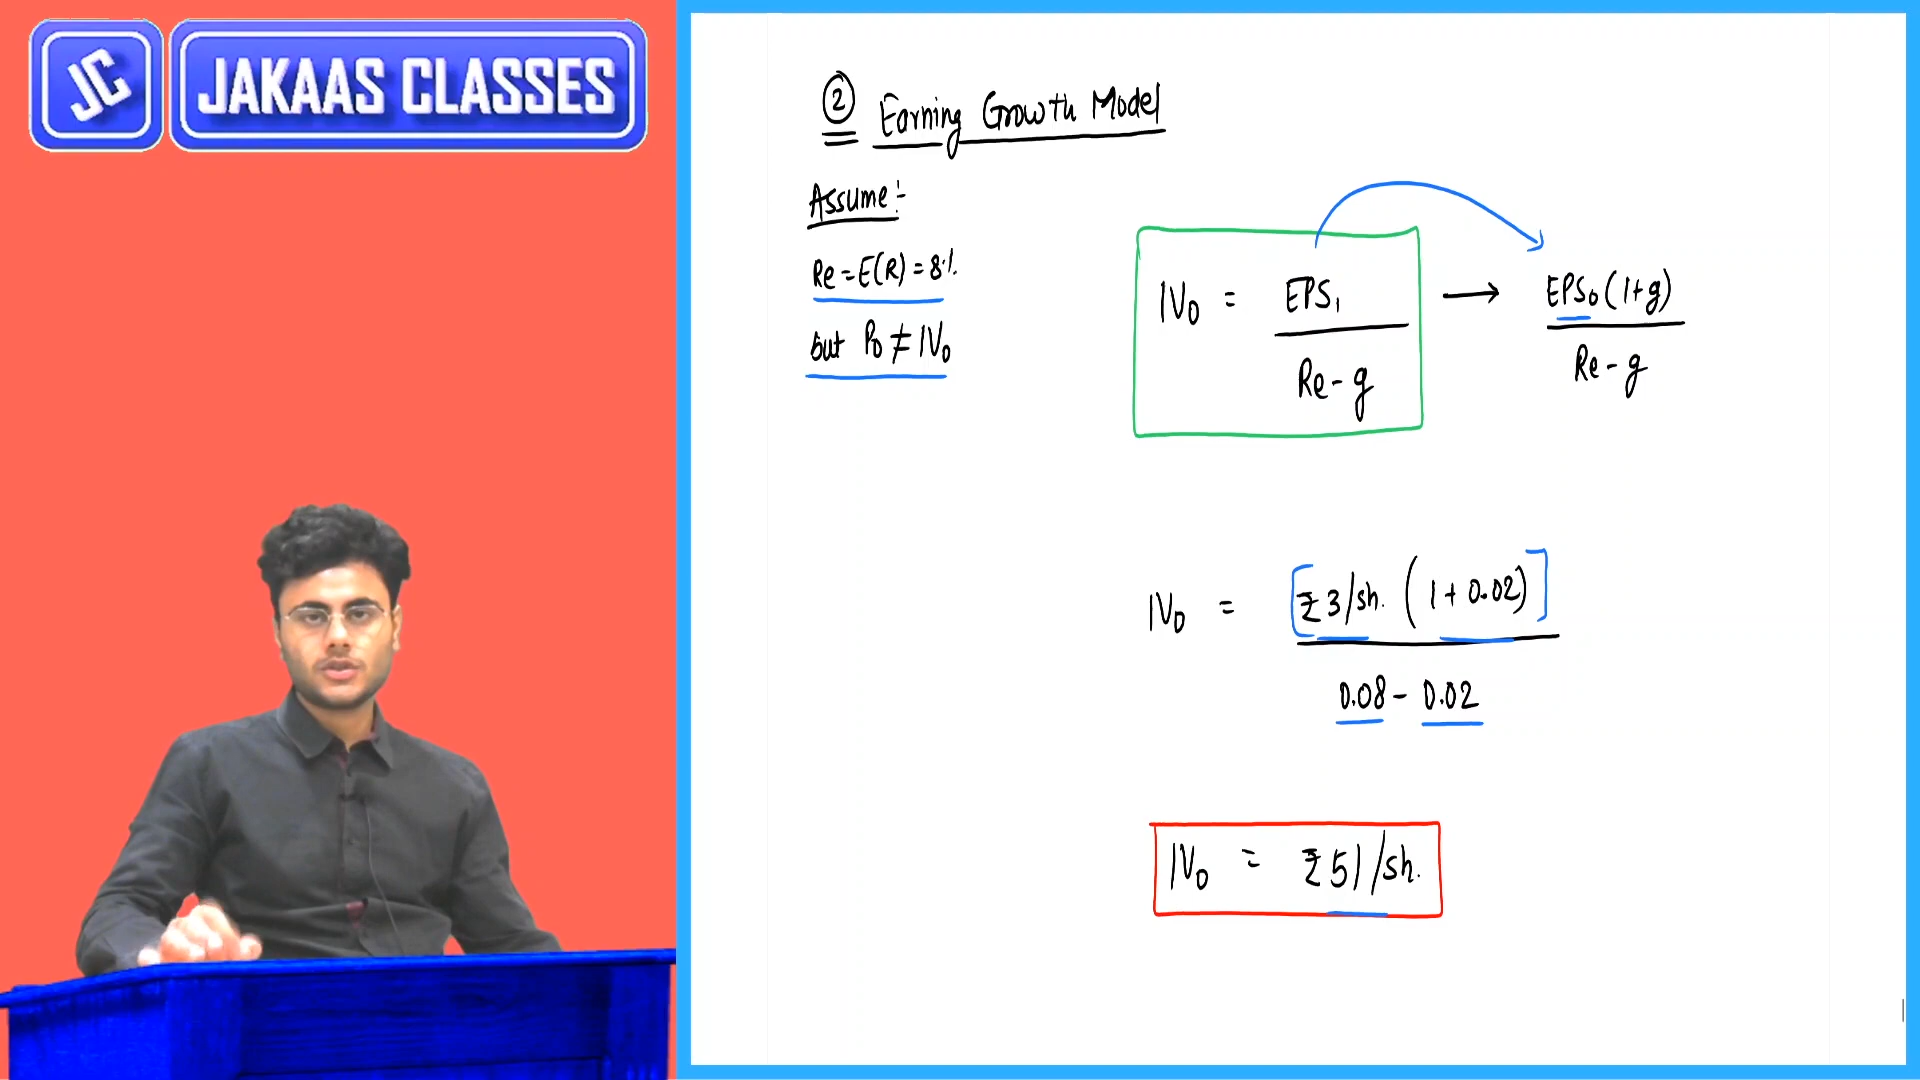 JC JAKAAS CLASSES
② Earning Growth Model
Assume:-
Re = E(R) = 8%.
but P₀ ≠ IV₀
IV₀ = EPS₁ / Re - g → EPS₀ (1+g) / Re - g
IV₀ = [₹3/sh. (1 + 0.02)] / 0.08 - 0.02
IV₀ = ₹51/sh.